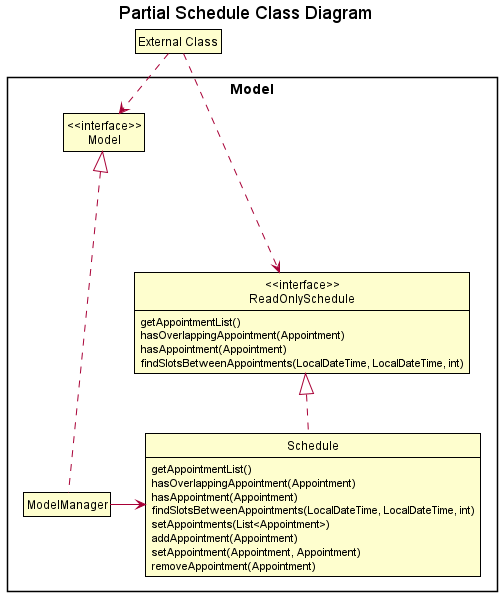 Partial Schedule Class Diagram
External Class
Model
<<interface>>
Model
<<interface>>
ReadOnlySchedule
getAppointmentList()
hasOverlappingAppointment(Appointment)
hasAppointment(Appointment)
findSlotsBetweenAppointments(LocalDateTime, LocalDateTime, int)
Schedule
getAppointmentList()
hasOverlappingAppointment(Appointment)
hasAppointment(Appointment)
findSlotsBetweenAppointments(LocalDateTime, LocalDateTime, int)
setAppointments(List<Appointment>)
addAppointment(Appointment)
setAppointment(Appointment, Appointment)
removeAppointment(Appointment)
ModelManager